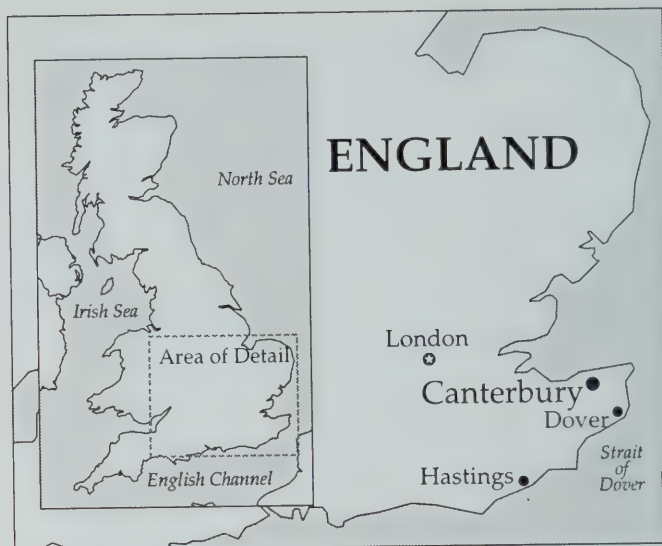 ENGLAND
North Sea
Irish Sea
Area of Detail
English Channel
London
Canterbury
Dover
Hastings
Strait
of
Dover